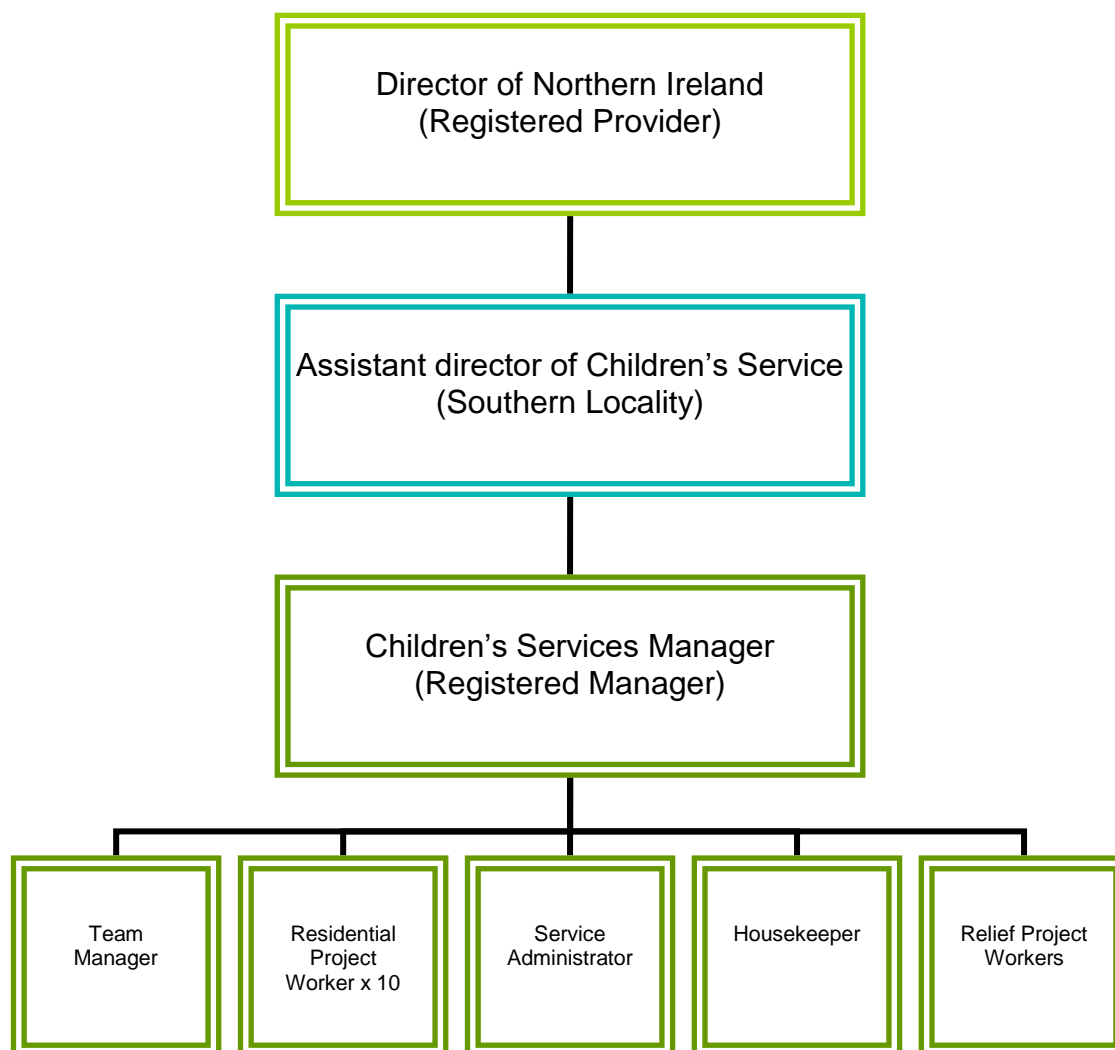 Director of Northern Ireland
(Registered Provider)
Assistant director of Children’s Service
(Southern Locality)
Children’s Services Manager
(Registered Manager)
Team
Manager
Residential
Project
Worker x 10
Service
Administrator
Housekeeper
Relief Project
Workers